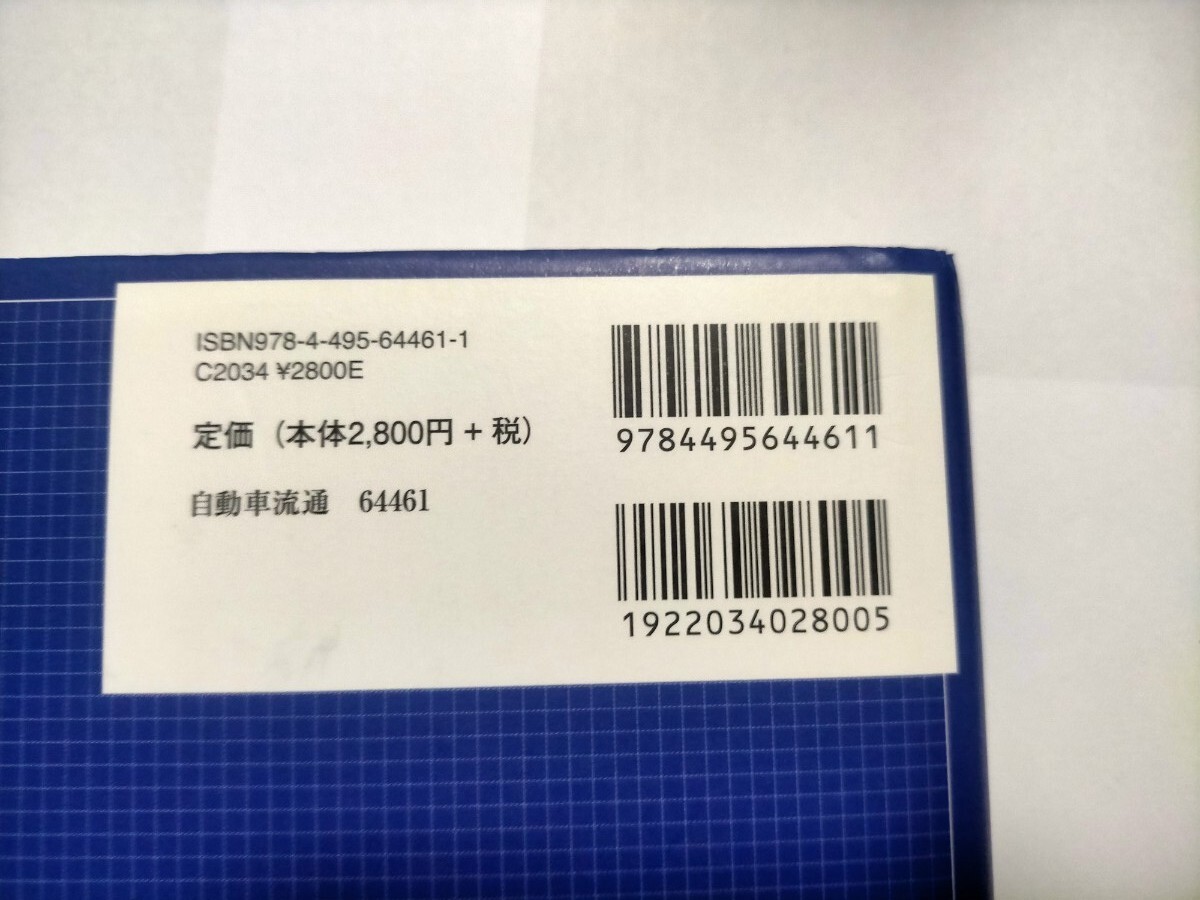 ISBN978-4-495-64461-1
C2034 ¥2800E
定価（本体2,800円 + 税）
自動車流通　64461
9784495644611
1922034028005